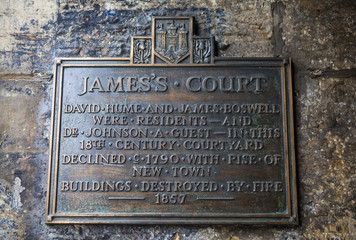 JAMES'S COURT
DAVID·HUME·AND·JAMES·BOSWELL
WERE·RESIDENTS—AND
DR·JOHNSON·A·GUEST—IN·THIS
18TH·CENTURY·COURTYARD
DECLINED·C·1790·WITH·RISE·OF
NEW·TOWN
BUILDINGS·DESTROYED·BY·FIRE
1857